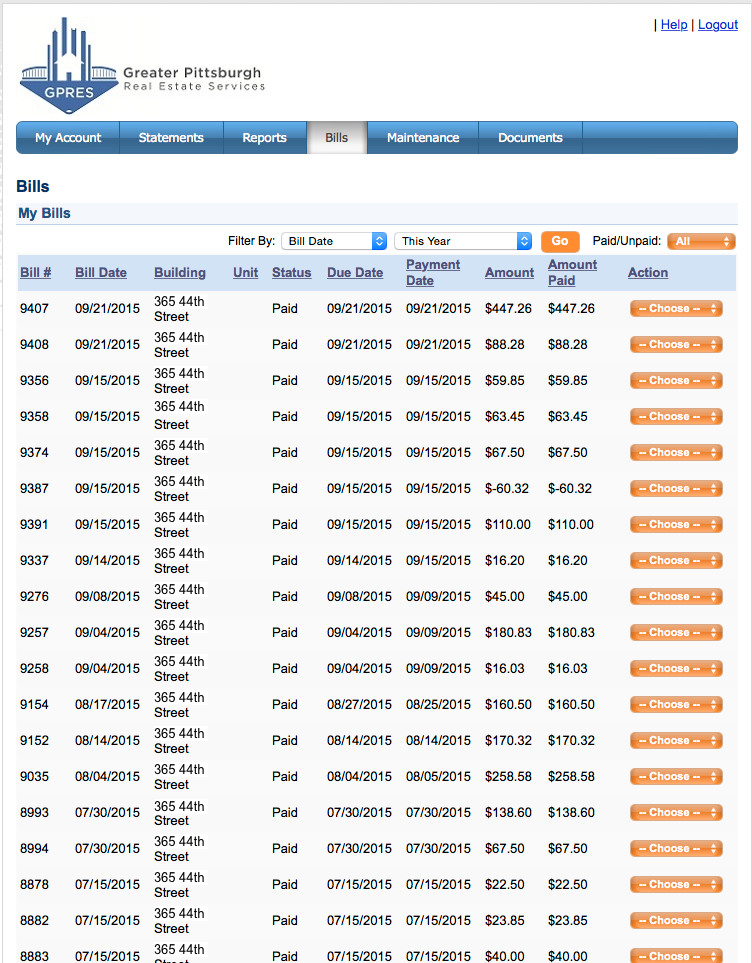 | Help | Logout
GPRES
Greater Pittsburgh
Real Estate Services
My Account Statements Reports Bills Maintenance Documents
Bills
My Bills
Filter By: Bill Date This Year Go Paid/Unpaid: All
Bill # Bill Date Building Unit Status Due Date Payment Date Amount Amount Paid Action
9407 09/21/2015 365 44th Street Paid 09/21/2015 09/21/2015 $447.26 $447.26 -- Choose --
9408 09/21/2015 365 44th Street Paid 09/21/2015 09/21/2015 $88.28 $88.28 -- Choose --
9356 09/15/2015 365 44th Street Paid 09/15/2015 09/15/2015 $59.85 $59.85 -- Choose --
9358 09/15/2015 365 44th Street Paid 09/15/2015 09/15/2015 $63.45 $63.45 -- Choose --
9374 09/15/2015 365 44th Street Paid 09/15/2015 09/15/2015 $67.50 $67.50 -- Choose --
9387 09/15/2015 365 44th Street Paid 09/15/2015 09/15/2015 $-60.32 $-60.32 -- Choose --
9391 09/15/2015 365 44th Street Paid 09/15/2015 09/15/2015 $110.00 $110.00 -- Choose --
9337 09/14/2015 365 44th Street Paid 09/14/2015 09/15/2015 $16.20 $16.20 -- Choose --
9276 09/08/2015 365 44th Street Paid 09/08/2015 09/09/2015 $45.00 $45.00 -- Choose --
9257 09/04/2015 365 44th Street Paid 09/04/2015 09/09/2015 $180.83 $180.83 -- Choose --
9258 09/04/2015 365 44th Street Paid 09/04/2015 09/09/2015 $16.03 $16.03 -- Choose --
9154 08/17/2015 365 44th Street Paid 08/27/2015 08/25/2015 $160.50 $160.50 -- Choose --
9152 08/14/2015 365 44th Street Paid 08/14/2015 08/14/2015 $170.32 $170.32 -- Choose --
9035 08/04/2015 365 44th Street Paid 08/04/2015 08/05/2015 $258.58 $258.58 -- Choose --
8993 07/30/2015 365 44th Street Paid 07/30/2015 07/30/2015 $138.60 $138.60 -- Choose --
8994 07/30/2015 365 44th Street Paid 07/30/2015 07/30/2015 $67.50 $67.50 -- Choose --
8878 07/15/2015 365 44th Street Paid 07/15/2015 07/15/2015 $22.50 $22.50 -- Choose --
8882 07/15/2015 365 44th Street Paid 07/15/2015 07/15/2015 $23.85 $23.85 -- Choose --
8883 07/15/2015 365 44th Paid 07/15/2015 07/15/2015 $40.00 $40.00 -- Choose --